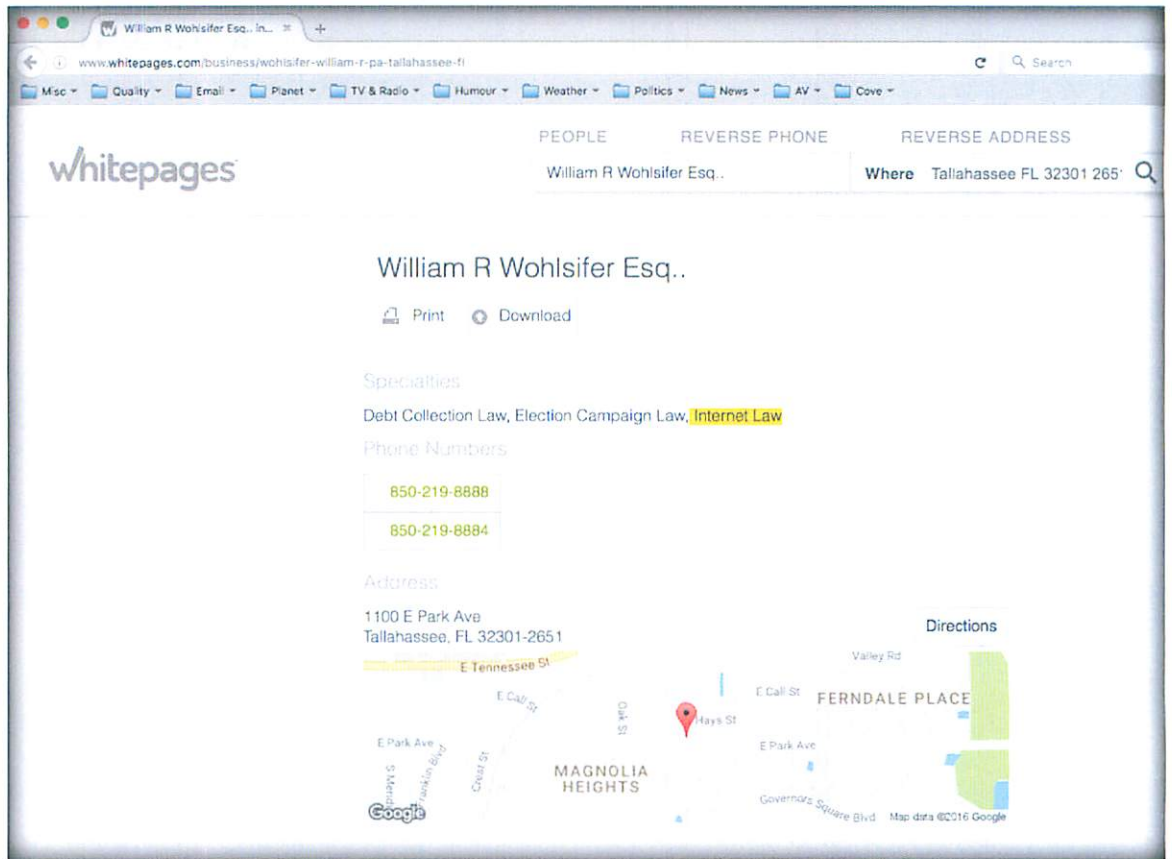 William R Wohlsifer Esq.. in...
www.whitepages.com/business/wohlsifer-william-r-pa-tallahassee-fl
Search
Misc Quality Email Planet TV & Radio Humour Weather Politics News AV Cove
PEOPLE REVERSE PHONE REVERSE ADDRESS
whitepages
William R Wohlsifer Esq.. Where Tallahassee FL 32301 265
William R Wohlsifer Esq..
Print Download
Specialties
Debt Collection Law, Election Campaign Law, Internet Law
Phone Numbers
850-219-8888
850-219-8884
Address
1100 E Park Ave
Tallahassee, FL 32301-2651
Directions
E Tennessee St
Valley Rd
E Call St
E Call St
FERNDALE PLACE
Oak St
Hays St
E Park Ave
E Park Ave
S Merid
Franklin Blvd
Crest St
MAGNOLIA
HEIGHTS
Governors Square Blvd
Google
Map data ©2016 Google